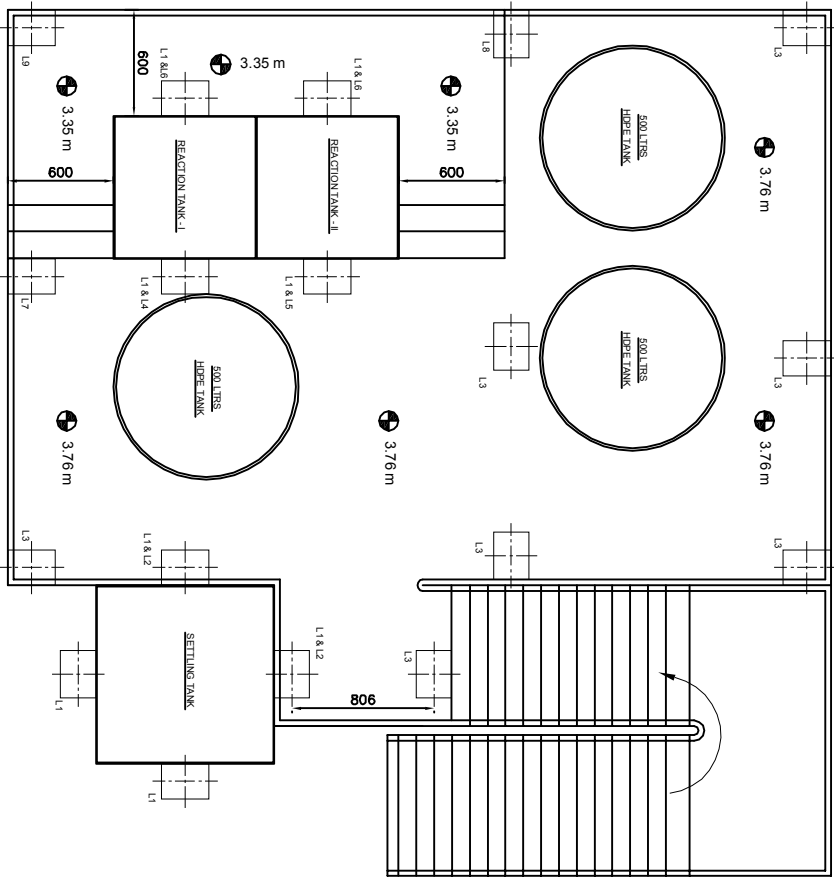 L9
600
L1 &L6
3.35 m
L1 & L6
L8
L3
3.35 m
3.35 m
500 LTRS
HDPE TANK
3.76 m
600
REACTION TANK - I
REACTION TANK - II
600
L7
L1 & L4
L1 & L5
500 LTRS
HDPE TANK
L3
500 LTRS
HDPE TANK
L3
3.76 m
3.76 m
3.76 m
L3
L1 & L2
L3
L3
SETTLING TANK
L1 & L2
L3
L1
806
L1